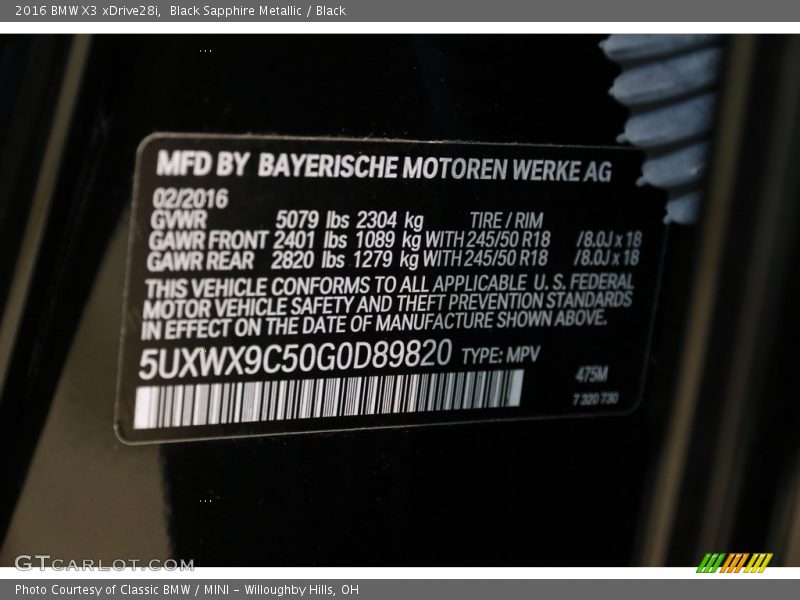 2016 BMW X3 xDrive28i, Black Sapphire Metallic / Black
MFD BY BAYERISCHE MOTOREN WERKE AG
02/2016
GVWR 5079 lbs 2304 kg TIRE / RIM
GAWR FRONT 2401 lbs 1089 kg WITH 245/50 R18 /8.0J x 18
GAWR REAR 2820 lbs 1279 kg WITH 245/50 R18 /8.0J x 18
THIS VEHICLE CONFORMS TO ALL APPLICABLE U. S. FEDERAL
MOTOR VEHICLE SAFETY AND THEFT PREVENTION STANDARDS
IN EFFECT ON THE DATE OF MANUFACTURE SHOWN ABOVE.
5UXWX9C50G0D89820 TYPE: MPV
475M
7 320 730
GTCARLOT.COM
Photo Courtesy of Classic BMW / MINI - Willoughby Hills, OH